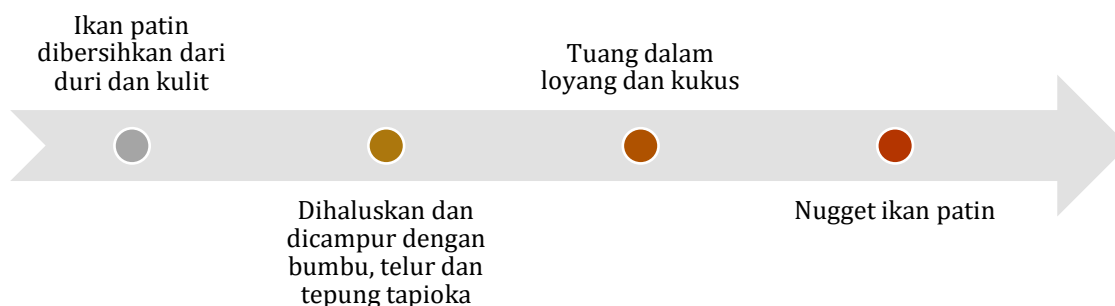 Ikan patin
dibersihkan dari
duri dan kulit
Dihaluskan dan
dicampur dengan
bumbu, telur dan
tepung tapioka
Tuang dalam
loyang dan kukus
Nugget ikan patin